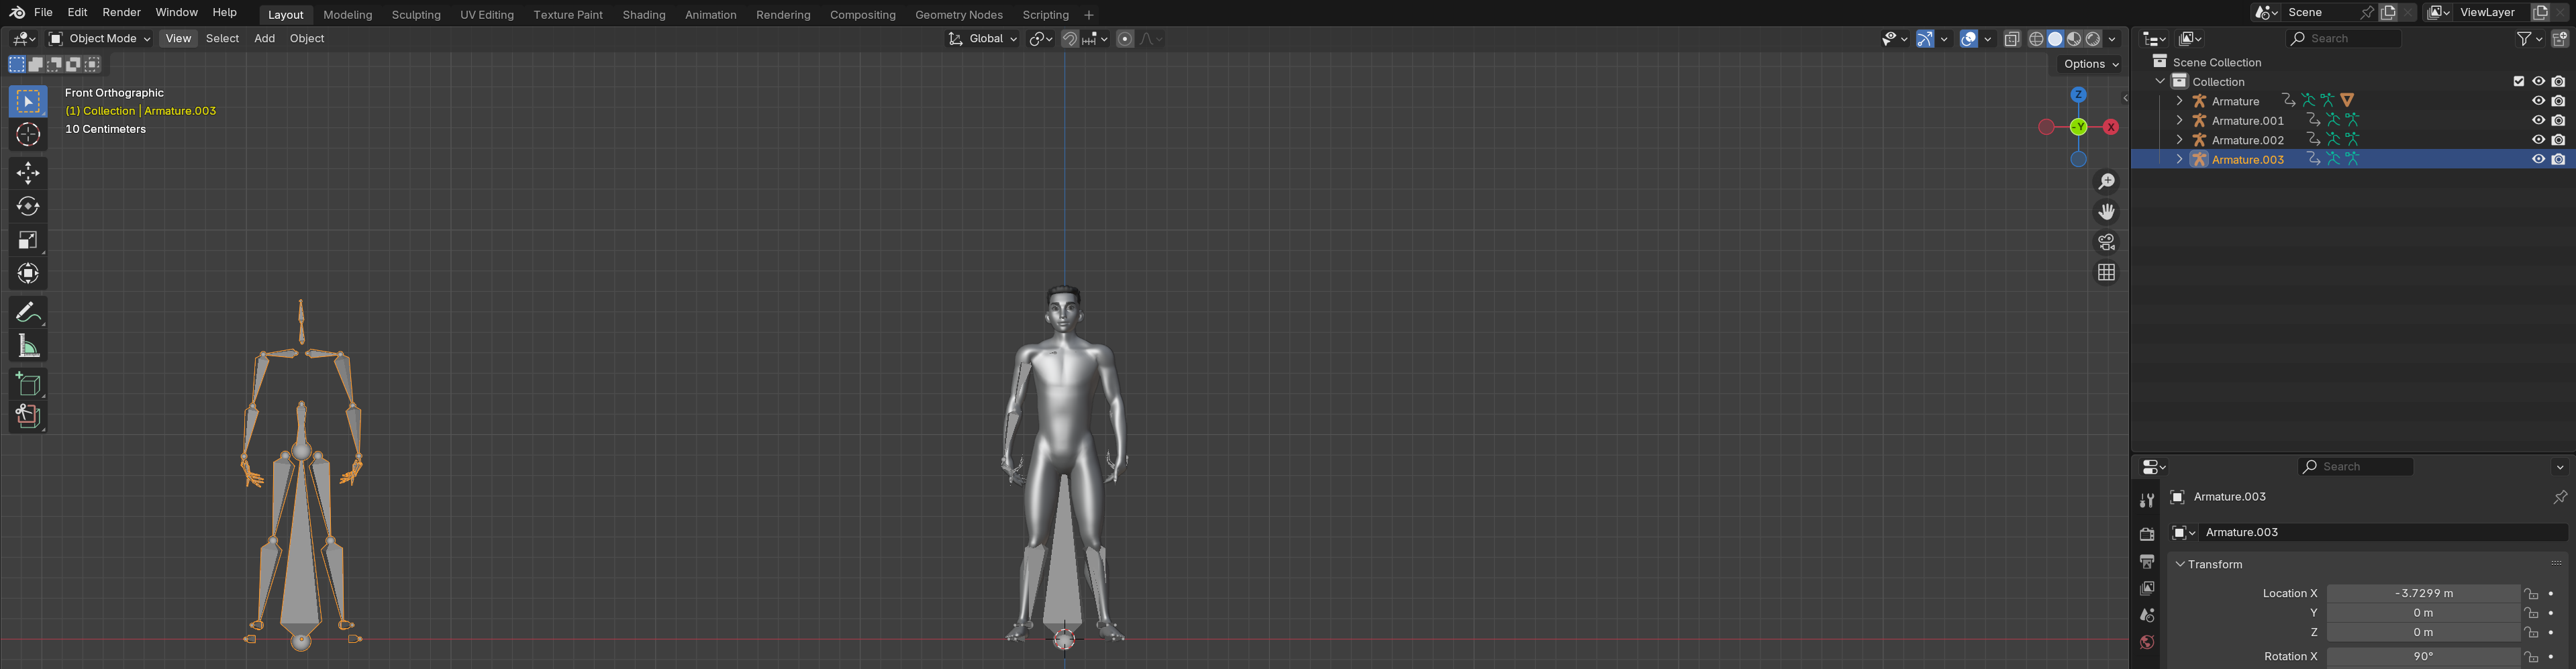 File Edit Render Window Help Layout Modeling Sculpting UV Editing Texture Paint Shading Animation Rendering Compositing Geometry Nodes Scripting + Scene ViewLayer
Object Mode View Select Add Object Global Search
Options
Front Orthographic
(1) Collection | Armature.003
10 Centimeters
Z
-Y X
Scene Collection
Collection
Armature
Armature.001
Armature.002
Armature.003
Search
Armature.003
Armature.003
Transform
Location X -3.7299 m
Y 0 m
Z 0 m
Rotation X 90°